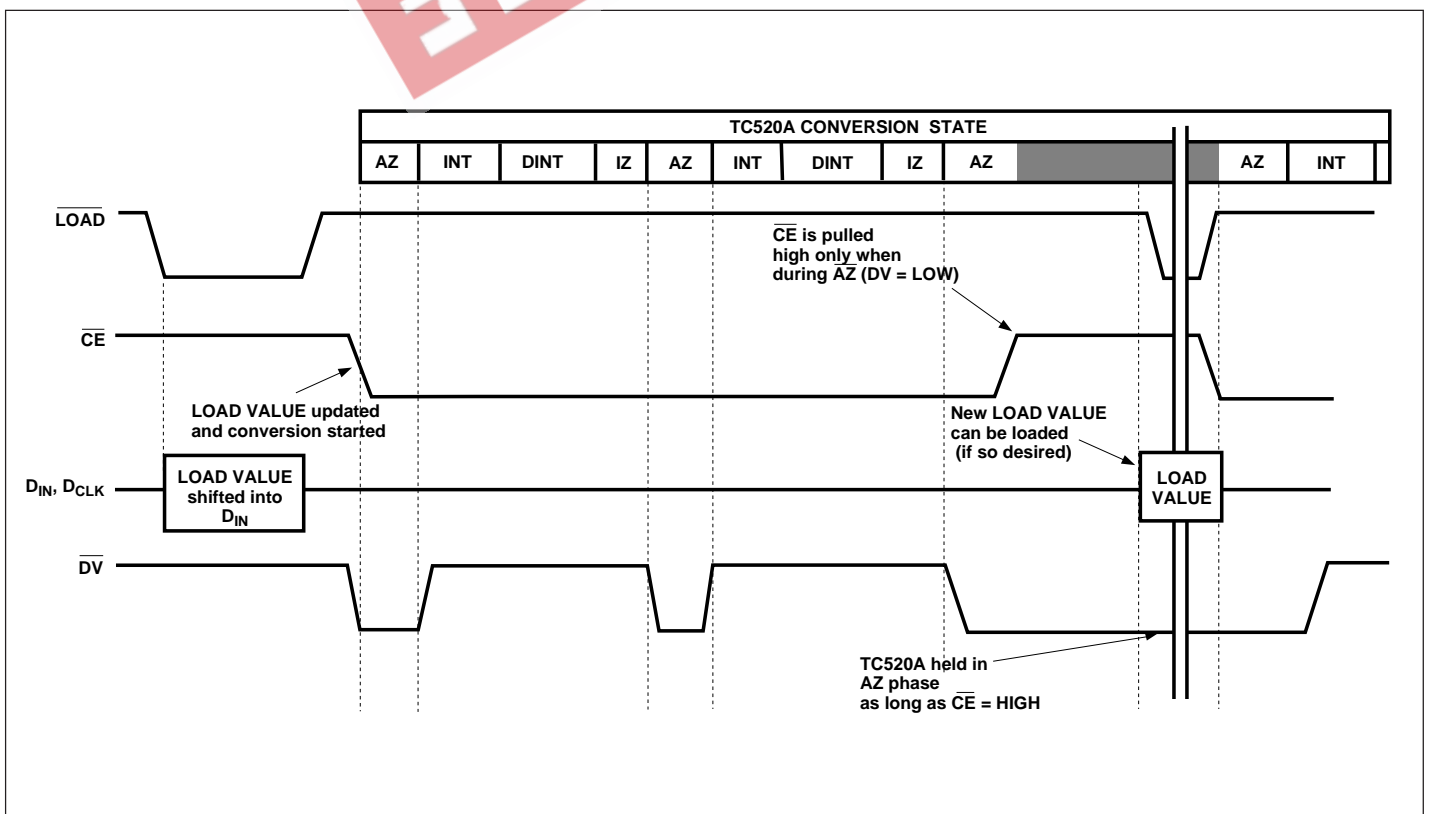 TC520A CONVERSION STATE
AZ INT DINT IZ AZ INT DINT IZ AZ AZ INT
LOAD
CE is pulled
high only when
during AZ (DV = LOW)
CE
LOAD VALUE updated
and conversion started
New LOAD VALUE
can be loaded
(if so desired)
DIN, DCLK
LOAD VALUE
shifted into
DIN
LOAD
VALUE
DV
TC520A held in
AZ phase
as long as CE = HIGH